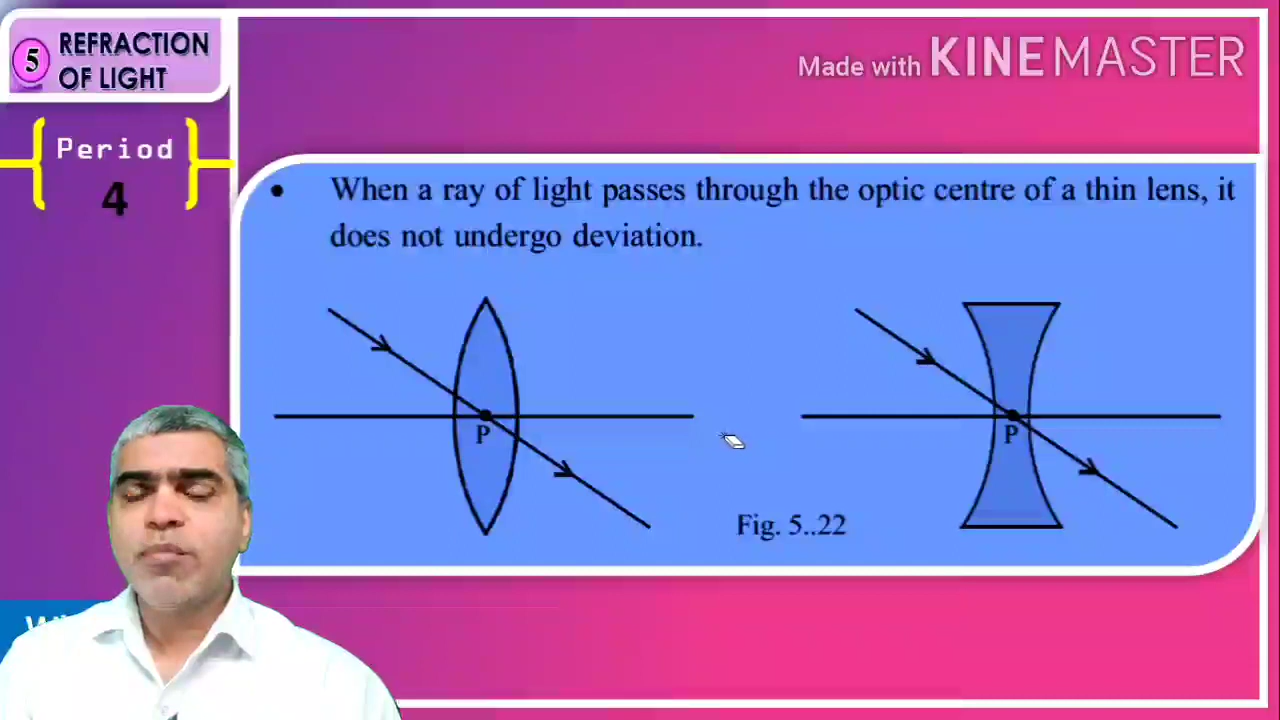 5
REFRACTION
OF LIGHT
Made with KINEMASTER
Period
4
• When a ray of light passes through the optic centre of a thin lens, it
does not undergo deviation.
P
P
Fig. 5..22